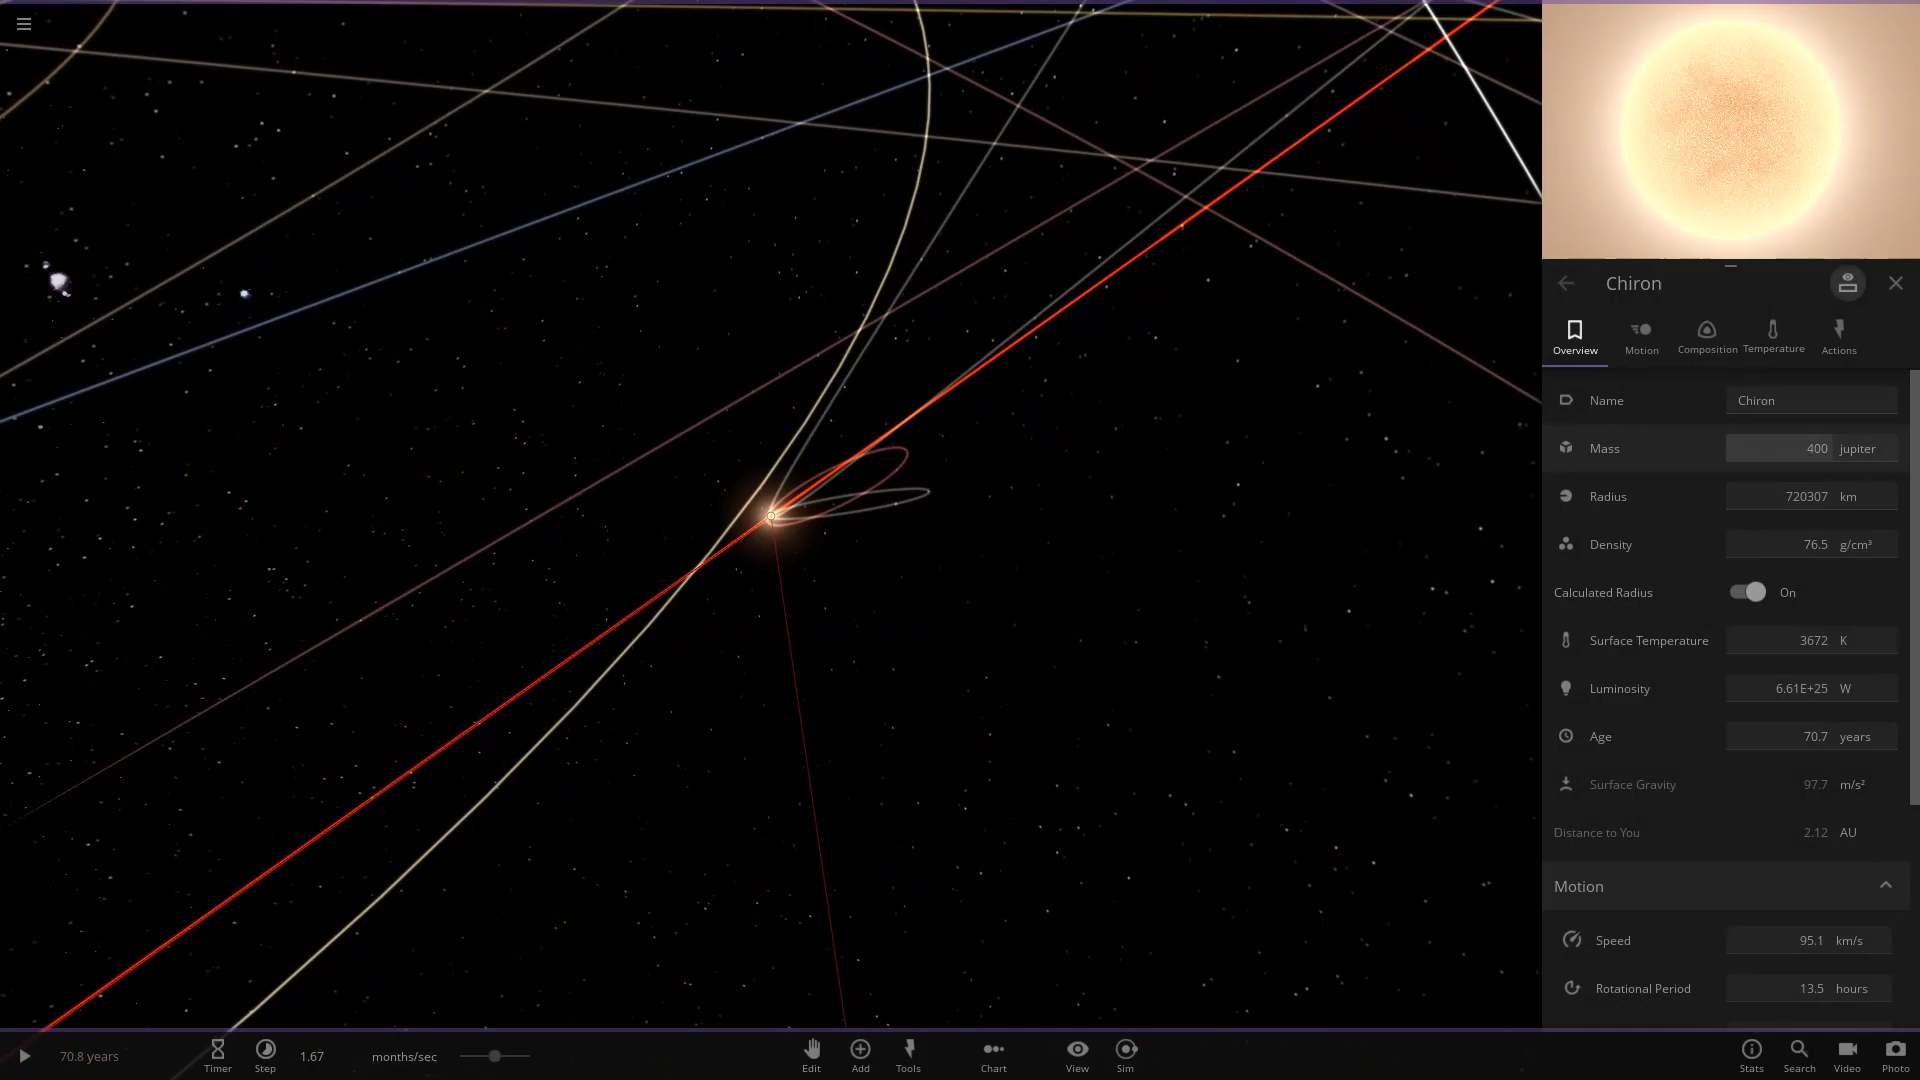 Chiron
Overview
Motion
Composition
Temperature
Actions
Name Chiron
Mass 400 jupiter
Radius 720307 km
Density 76.5 g/cm³
Calculated Radius On
Surface Temperature 3672 K
Luminosity 6.61E+25 W
Age 70.7 years
Surface Gravity 97.7 m/s²
Distance to You 2.12 AU
Motion
Speed 95.1 km/s
Rotational Period 13.5 hours
70.8 years
Timer
Step
1.67 months/sec
Edit
Add
Tools
Chart
View
Sim
Stats
Search
Video
Photo